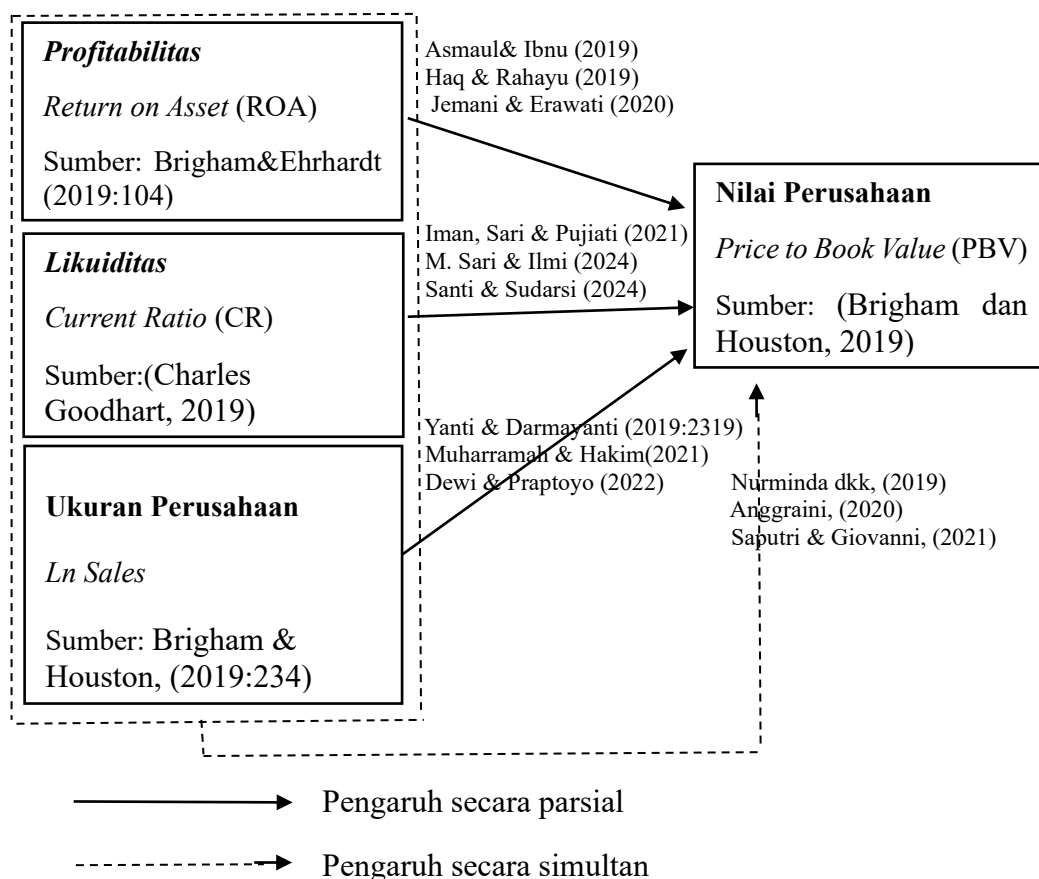 Profitabilitas
Return on Asset (ROA)
Sumber: Brigham&Ehrhardt
(2019:104)
Asmaul& Ibnu (2019)
Haq & Rahayu (2019)
Jemani & Erawati (2020)
Likuiditas
Current Ratio (CR)
Sumber:(Charles
Goodhart, 2019)
Iman, Sari & Pujiati (2021)
M. Sari & Ilmi (2024)
Santi & Sudarsi (2024)
Nilai Perusahaan
Price to Book Value (PBV)
Sumber: (Brigham dan
Houston, 2019)
Ukuran Perusahaan
Ln Sales
Sumber: Brigham &
Houston, (2019:234)
Yanti & Darmayanti (2019:2319)
Muharramah & Hakim(2021)
Dewi & Praptoyo (2022)
Nurminda dkk, (2019)
Anggraini, (2020)
Saputri & Giovanni, (2021)
Pengaruh secara parsial
Pengaruh secara simultan